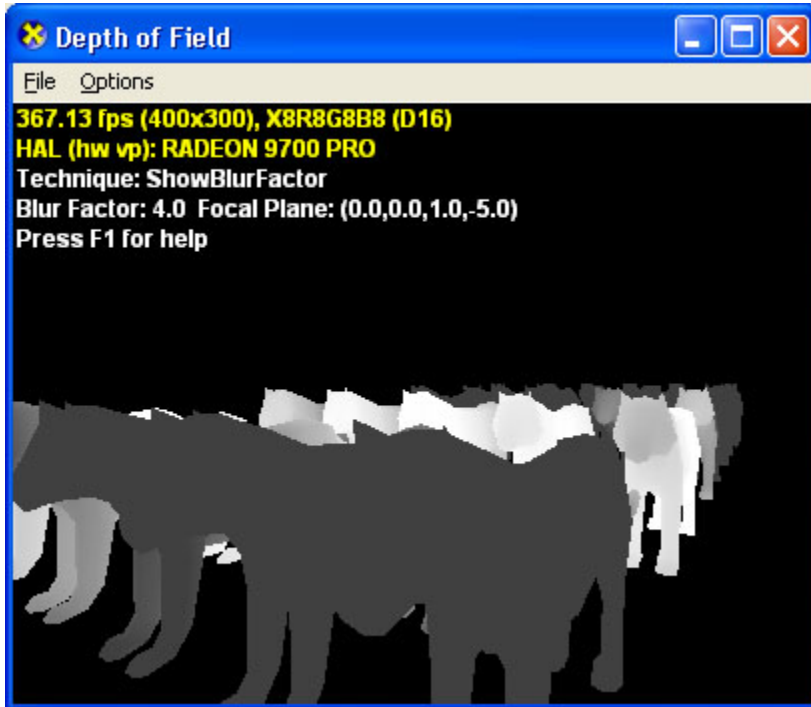 Depth of Field
File Options
367.13 fps (400x300), X8R8G8B8 (D16)
HAL (hw vp): RADEON 9700 PRO
Technique: ShowBlurFactor
Blur Factor: 4.0 Focal Plane: (0.0,0.0,1.0,-5.0)
Press F1 for help